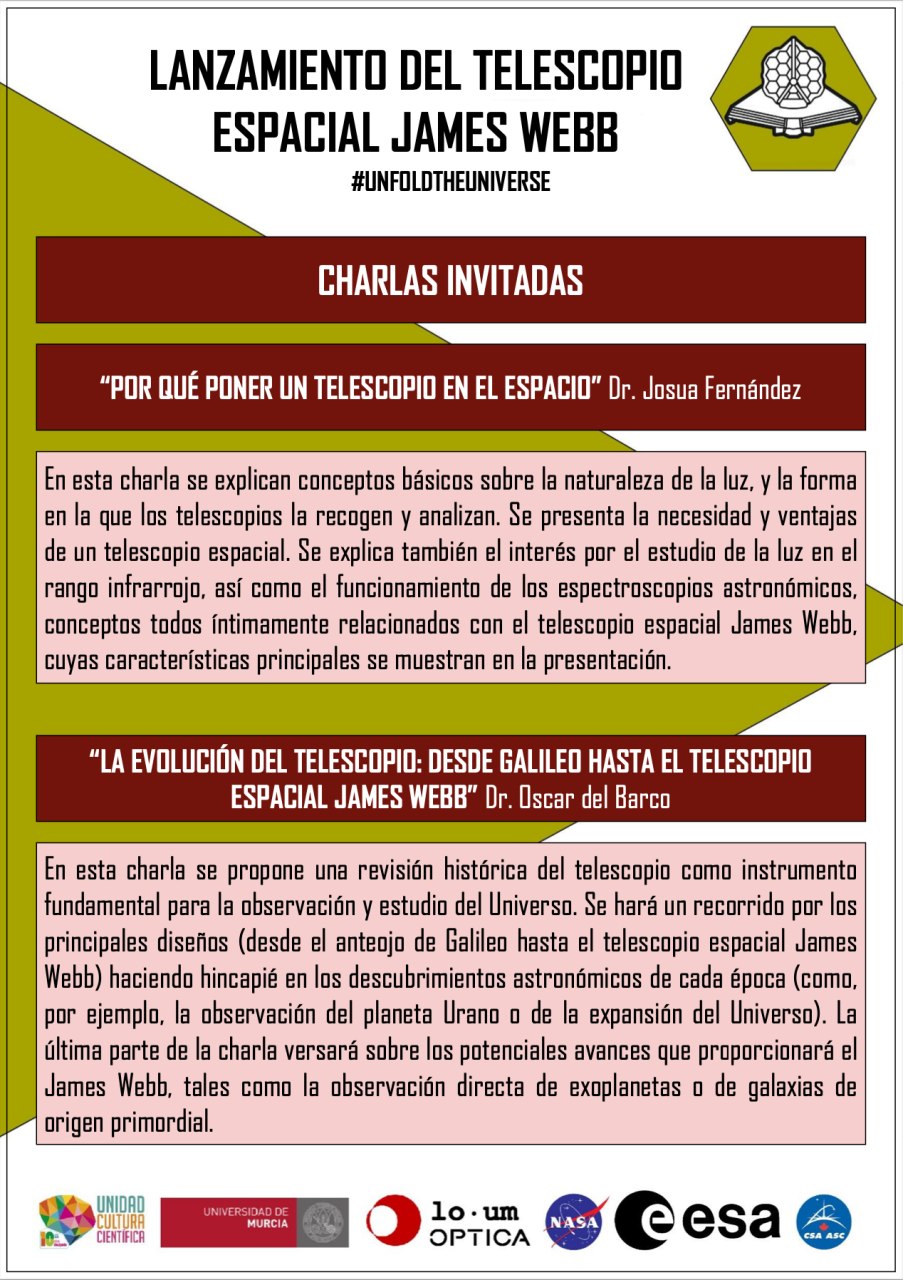 LANZAMIENTO DEL TELESCOPIO
ESPACIAL JAMES WEBB
#UNFOLDTHEUNIVERSE
CHARLAS INVITADAS
“POR QUÉ PONER UN TELESCOPIO EN EL ESPACIO” Dr. Josua Fernández
En esta charla se explican conceptos básicos sobre la naturaleza de la luz, y la forma
en la que los telescopios la recogen y analizan. Se presenta la necesidad y ventajas
de un telescopio espacial. Se explica también el interés por el estudio de la luz en el
rango infrarrojo, así como el funcionamiento de los espectroscopios astronómicos,
conceptos todos íntimamente relacionados con el telescopio espacial James Webb,
cuyas características principales se muestran en la presentación.
“LA EVOLUCIÓN DEL TELESCOPIO: DESDE GALILEO HASTA EL TELESCOPIO
ESPACIAL JAMES WEBB” Dr. Oscar del Barco
En esta charla se propone una revisión histórica del telescopio como instrumento
fundamental para la observación y estudio del Universo. Se hará un recorrido por los
principales diseños (desde el anteojo de Galileo hasta el telescopio espacial James
Webb) haciendo hincapié en los descubrimientos astronómicos de cada época (como,
por ejemplo, la observación del planeta Urano o de la expansión del Universo). La
última parte de la charla versará sobre los potenciales avances que proporcionará el
James Webb, tales como la observación directa de exoplanetas o de galaxias de
origen primordial.
UNIDAD
CULTURA
CIENTÍFICA
UNIVERSIDAD DE
MURCIA
lo·um
OPTICA
NASA
esa
CSA ASC